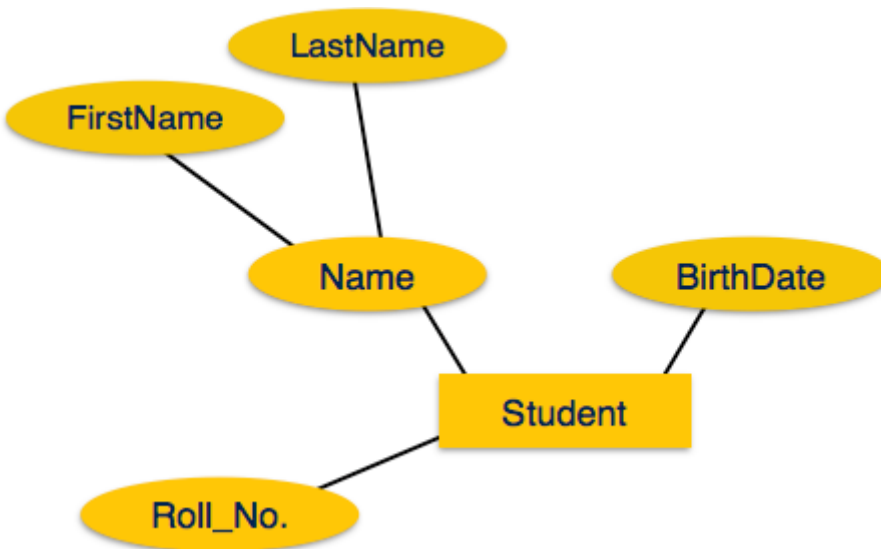 LastName
FirstName
Name
BirthDate
Student
Roll_No.